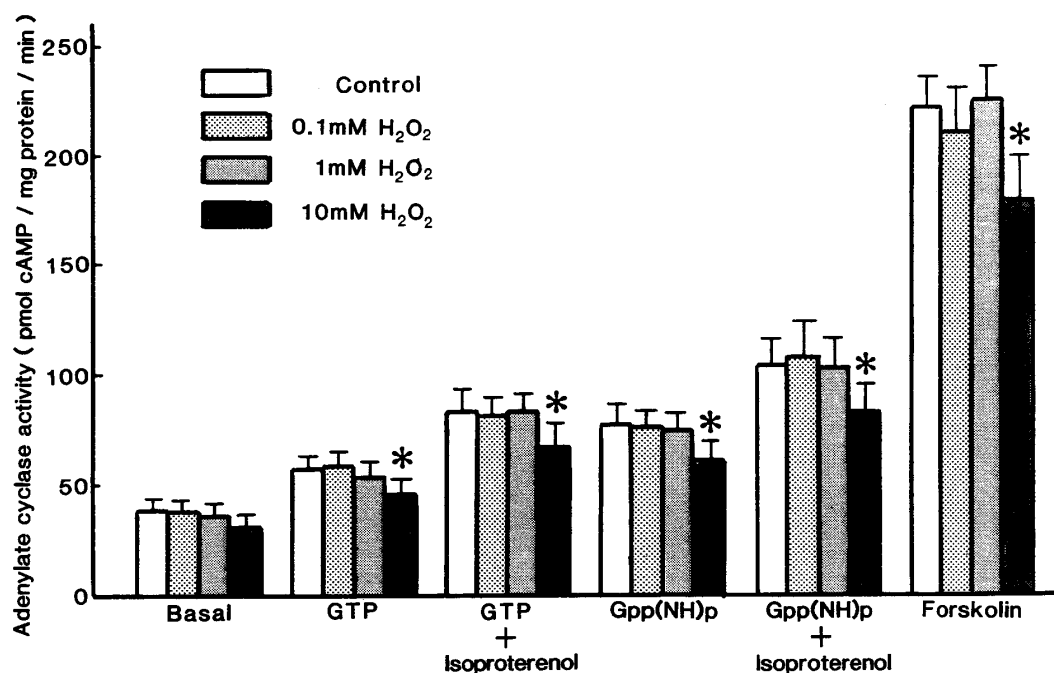 Adenylate cyclase activity ( pmol cAMP / mg protein / min )
250
200
150
100
50
0
Control
0.1mM H₂O₂
1mM H₂O₂
10mM H₂O₂
*
*
*
*
*
Basal
GTP
GTP
+
Isoproterenol
Gpp(NH)p
Gpp(NH)p
+
Isoproterenol
Forskolin